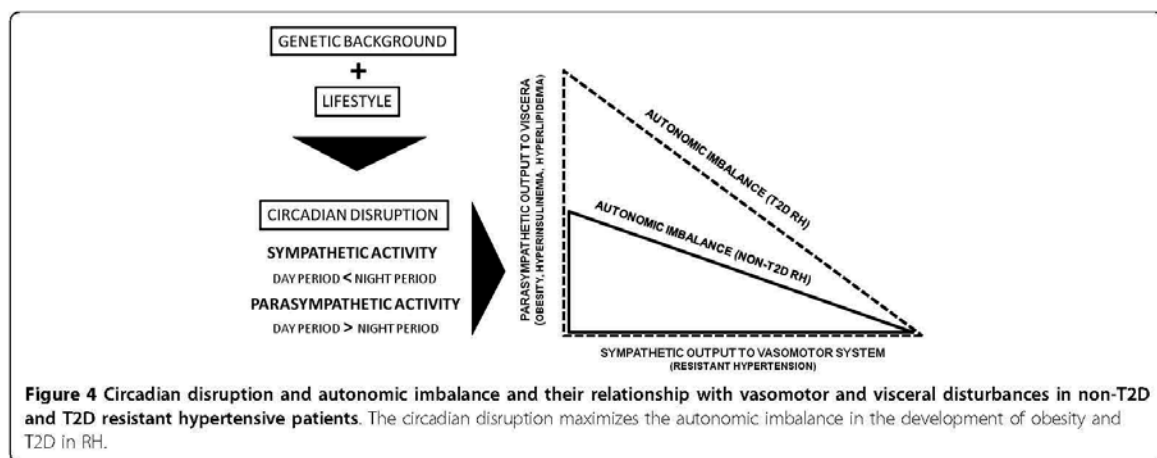 GENETIC BACKGROUND
+
LIFESTYLE
CIRCADIAN DISRUPTION
SYMPATHETIC ACTIVITY
DAY PERIOD < NIGHT PERIOD
PARASYMPATHETIC ACTIVITY
DAY PERIOD > NIGHT PERIOD
PARASYMPATHETIC OUTPUT TO VISCERA
(OBESITY, HYPERINSULINEMIA, HYPERLIPIDEMIA)
AUTONOMIC IMBALANCE (T2D RH)
AUTONOMIC IMBALANCE (NON-T2D RH)
SYMPATHETIC OUTPUT TO VASOMOTOR SYSTEM
(RESISTANT HYPERTENSION)
Figure 4 Circadian disruption and autonomic imbalance and their relationship with vasomotor and visceral disturbances in non-T2D
and T2D resistant hypertensive patients. The circadian disruption maximizes the autonomic imbalance in the development of obesity and
T2D in RH.